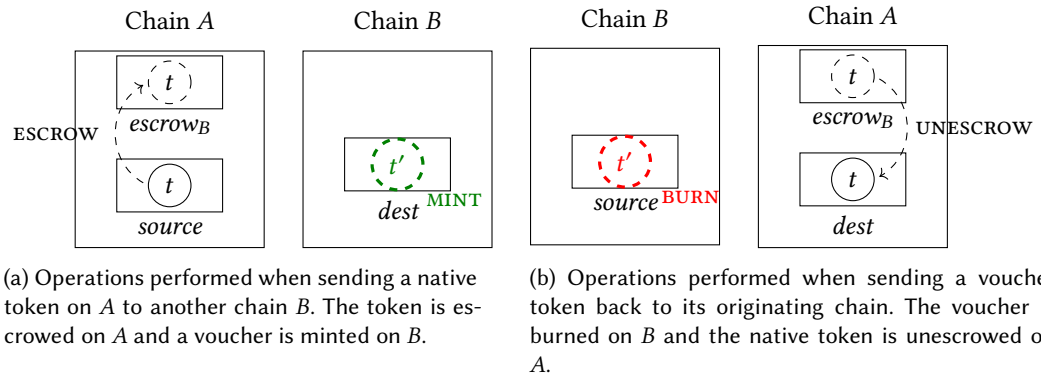 Chain A
Chain B
Chain B
Chain A
t
escrow_B
ESCROW
t
source
t′
MINT
dest
t′
source
BURN
t
escrow_B
UNESCROW
t
dest
(a) Operations performed when sending a native
token on A to another chain B. The token is es-
crowed on A and a voucher is minted on B.
(b) Operations performed when sending a vouche
token back to its originating chain. The voucher
burned on B and the native token is unescrowed o
A.